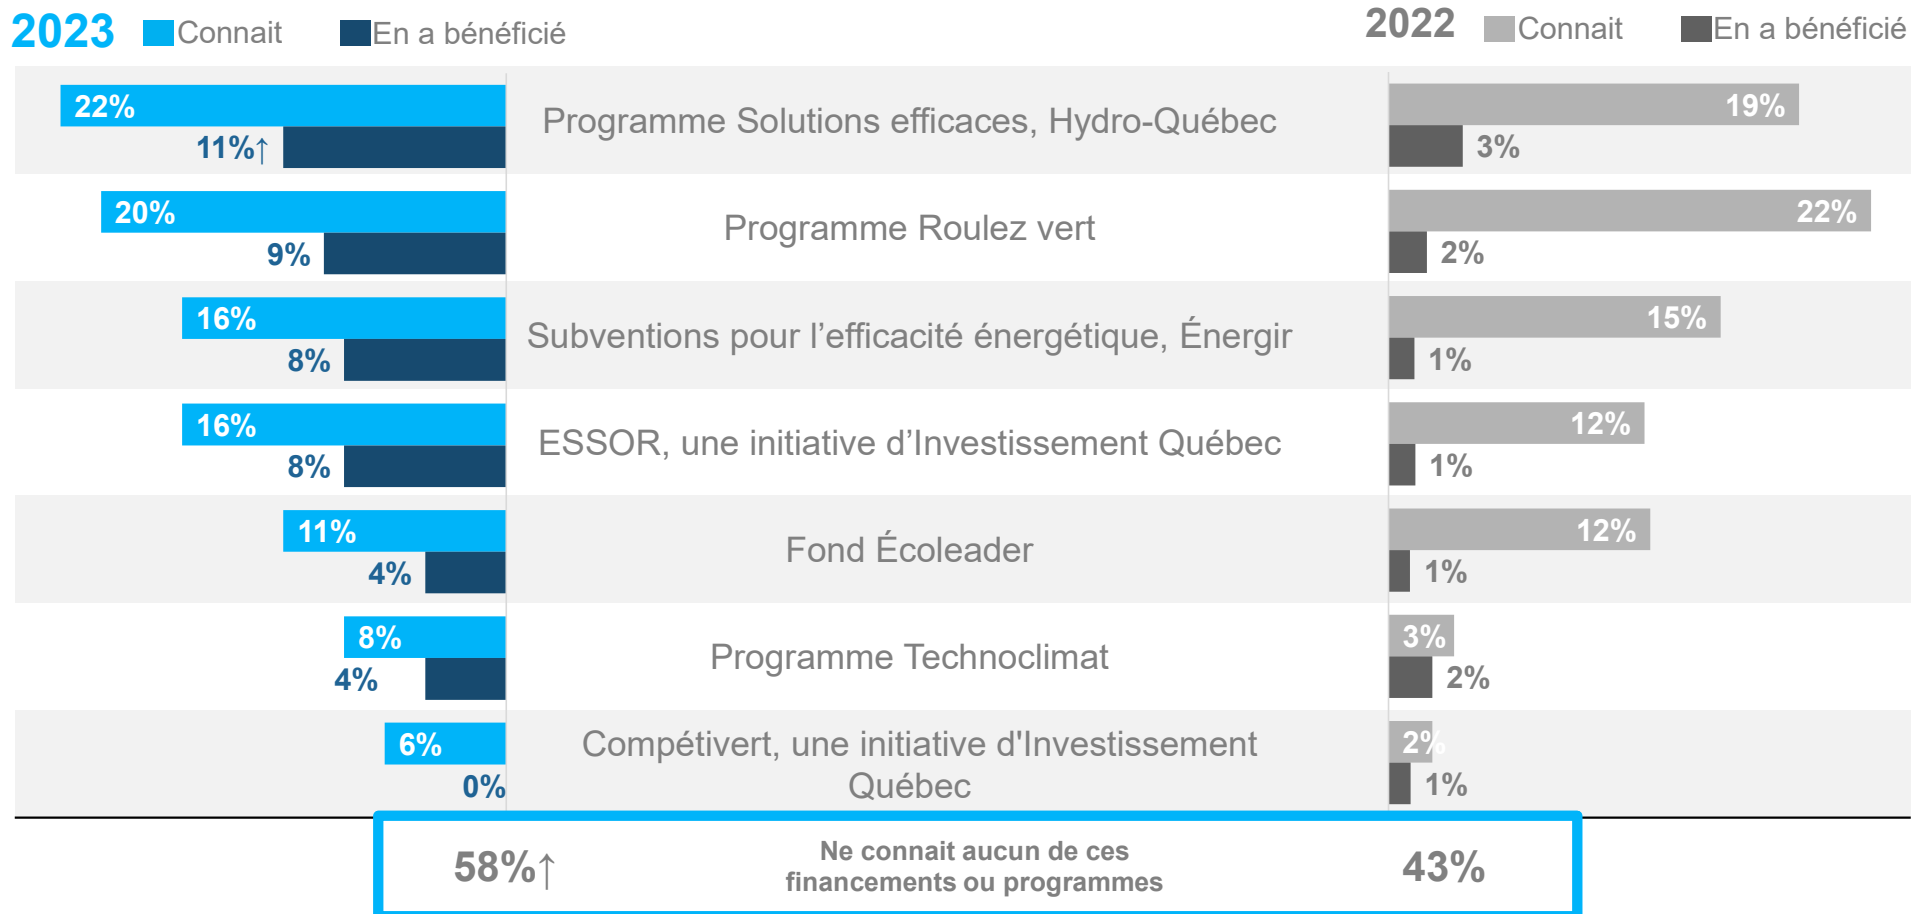 2023 Connait En a bénéficié 2022 Connait En a bénéficié
22% Programme Solutions efficaces, Hydro-Québec 19%
11%↑ 3%
20% Programme Roulez vert 22%
9% 2%
16% Subventions pour l’efficacité énergétique, Énergir 15%
8% 1%
16% ESSOR, une initiative d’Investissement Québec 12%
8% 1%
11% Fond Écoleader 12%
4% 1%
8% Programme Technoclimat 3%
4% 2%
6% Compétivert, une initiative d'Investissement 2%
0% Québec 1%
58%↑ Ne connait aucun de ces 43%
financements ou programmes